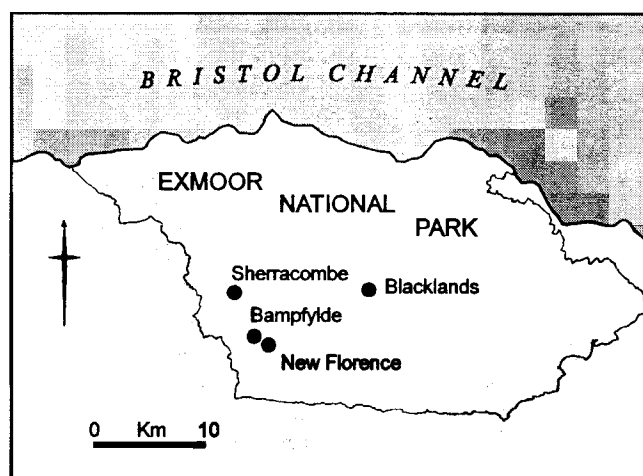 BRISTOL CHANNEL
EXMOOR
NATIONAL
PARK
Sherracombe
Blacklands
Bampfylde
New Florence
0 Km 10